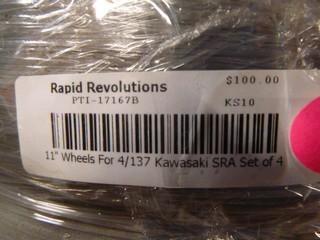 Rapid Revolutions $100.00
PTI-17167B KS10
11" Wheels For 4/137 Kawasaki SRA Set of 4